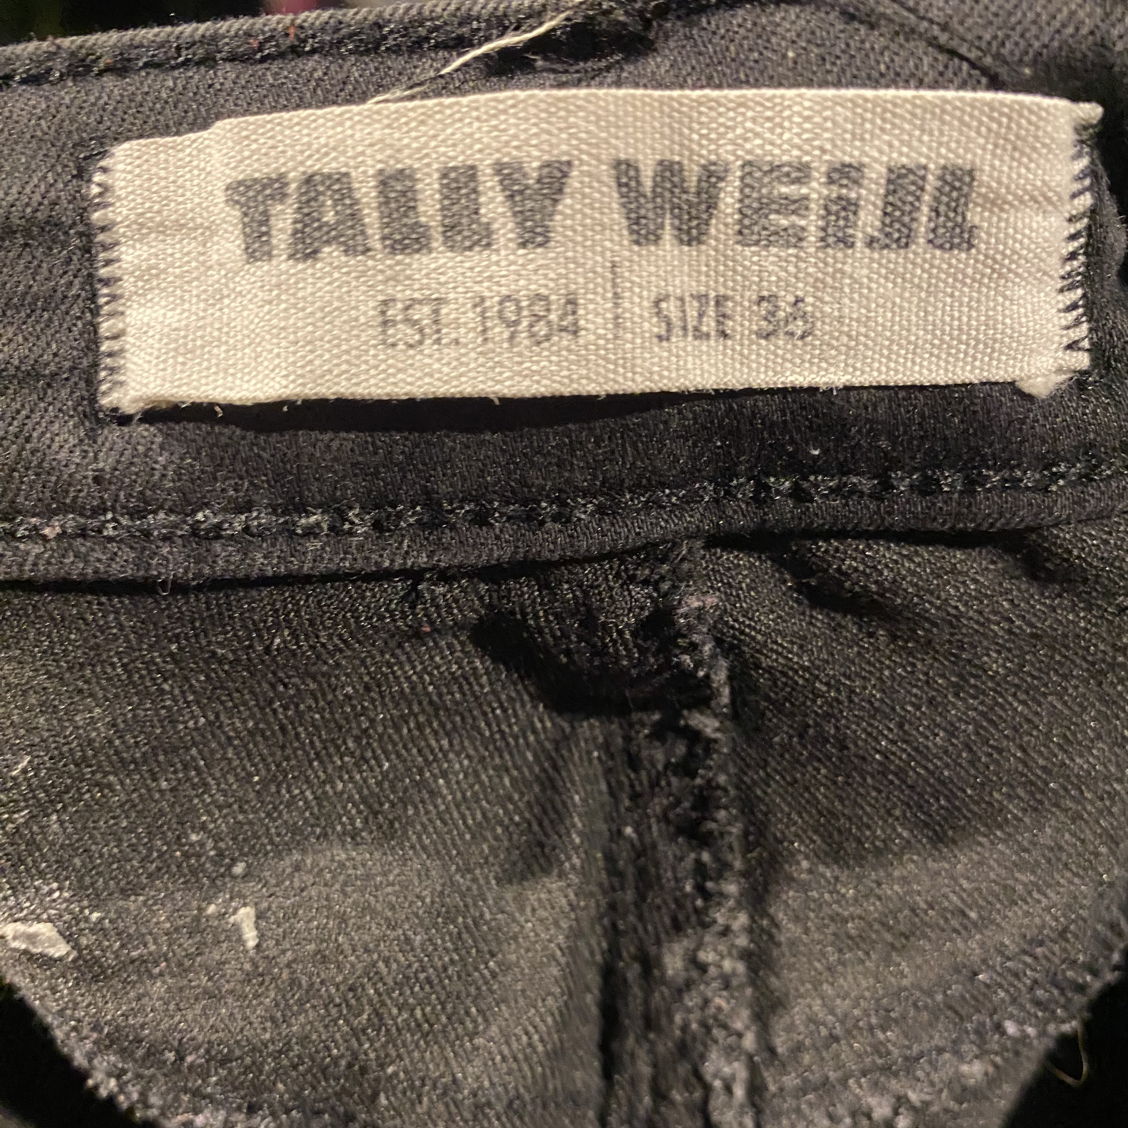 TALLY WEiJL
EST. 1984 | SIZE 36